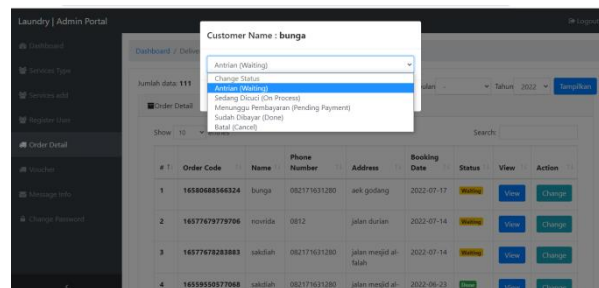 Laundry | Admin Portal
Logout
Customer Name : bunga
Dashboard
Dashboard / Deliver
Antrian (Waiting)
Change Status
Antrian (Waiting)
Sedang Dicuci (On Process)
Menunggu Pembayaran (Pending Payment)
Sudah Dibayar (Done)
Batal (Cancel)
Services Type
Services add
Register User
Order Detail
Voucher
Message Info
Change Password
Jumlah data: 111
Bulan - Tahun 2022 Tampilkan
Order Detail
Show 10 entries Search:
# Order Code Name Phone Number Address Booking Date Status View Action
1 16580688566324 bunga 082171631280 aek godang 2022-07-17 Waiting View Change
2 16577679779706 novrida 0812 jalan durian 2022-07-14 Waiting View Change
3 16577678283883 sakdiah 082171631280 jalan mesjid al-falah 2022-07-14 Waiting View Change
4 16559550577068 sakdiah 082171631280 jalan mesjid al- 2022-06-23 Done View Change